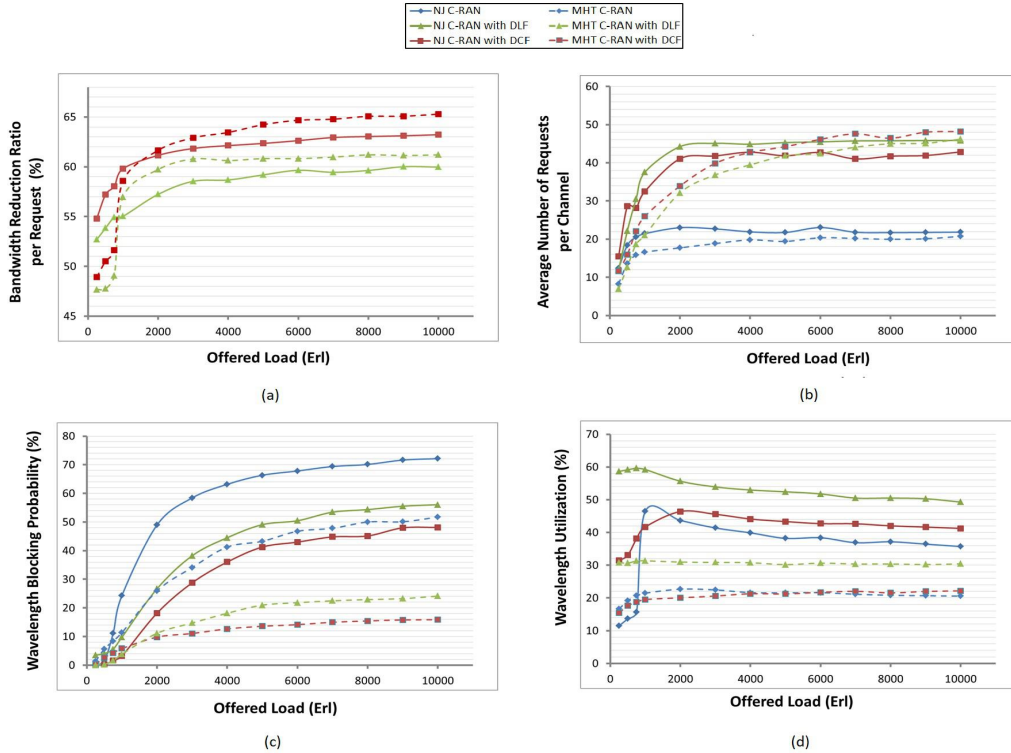 NJ C-RAN
MHT C-RAN
NJ C-RAN with DLF
MHT C-RAN with DLF
NJ C-RAN with DCF
MHT C-RAN with DCF
Bandwidth Reduction Ratio
per Request (%)
65
60
55
50
45
0 2000 4000 6000 8000 10000
Offered Load (Erl)
(a)
Average Number of Requests
per Channel
60
50
40
30
20
10
0
0 2000 4000 6000 8000 10000
Offered Load (Erl)
(b)
Wavelength Blocking Probability (%)
80
70
60
50
40
30
20
10
0
0 2000 4000 6000 8000 10000
Offered Load (Erl)
(c)
Wavelength Utilization (%)
70
60
50
40
30
20
10
0
0 2000 4000 6000 8000 10000
Offered Load (Erl)
(d)